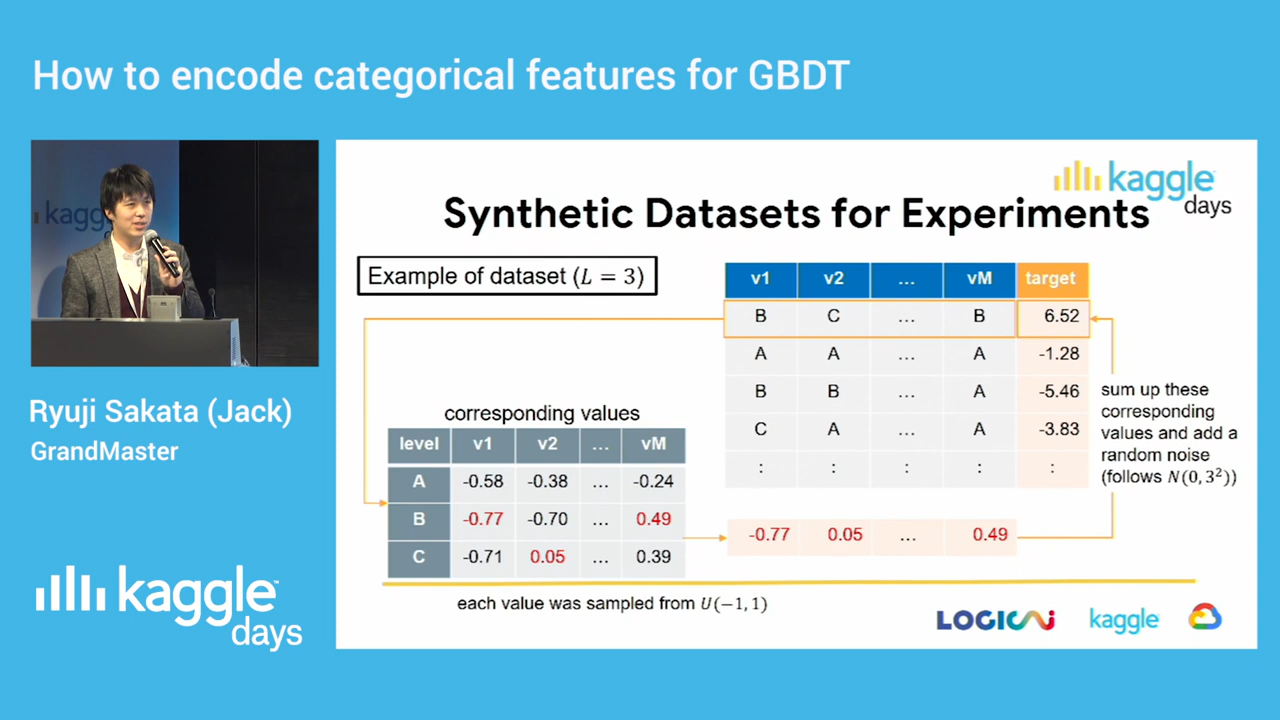 How to encode categorical features for GBDT
kaggle
d
Ryuji Sakata (Jack)
GrandMaster
kaggle
days
kaggle
days
Synthetic Datasets for Experiments
Example of dataset (L = 3)
v1 v2 ... vM target
B C ... B 6.52
A A ... A -1.28
B B ... A -5.46
C A ... A -3.83
: : : : :
sum up these
corresponding
values and add a
random noise
(follows N(0, 3²))
corresponding values
level v1 v2 ... vM
A -0.58 -0.38 ... -0.24
B -0.77 -0.70 ... 0.49
C -0.71 0.05 ... 0.39
-0.77 0.05 ... 0.49
each value was sampled from U(−1, 1)
LOGICAI
kaggle